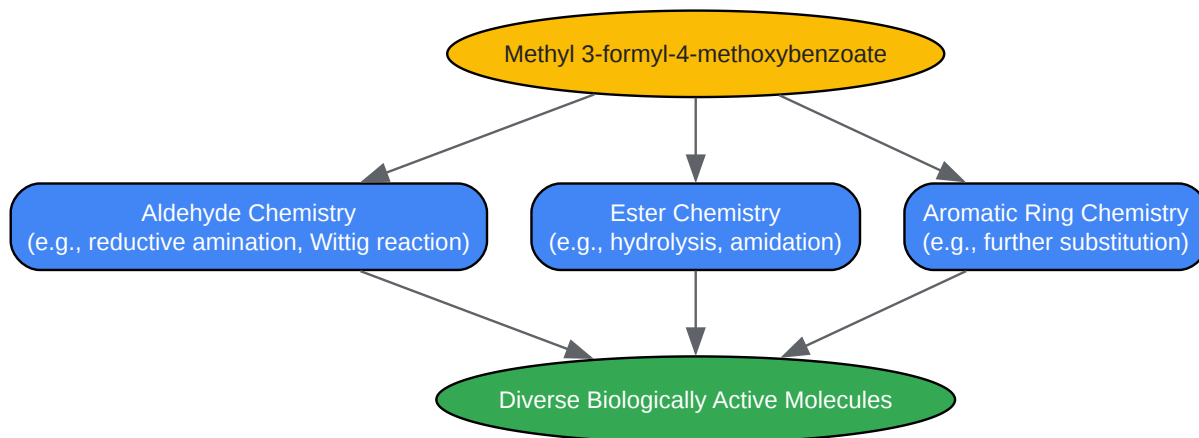 Methyl 3-formyl-4-methoxybenzoate
Aldehyde Chemistry
(e.g., reductive amination, Wittig reaction)
Ester Chemistry
(e.g., hydrolysis, amidation)
Aromatic Ring Chemistry
(e.g., further substitution)
Diverse Biologically Active Molecules